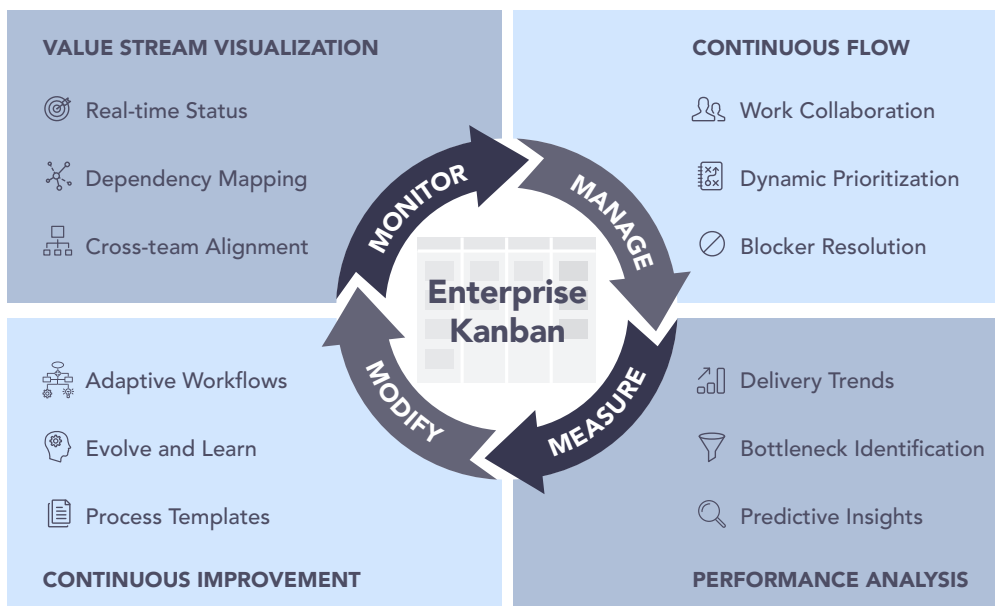 VALUE STREAM VISUALIZATION
Real-time Status
Dependency Mapping
Cross-team Alignment
CONTINUOUS FLOW
Work Collaboration
Dynamic Prioritization
Blocker Resolution
MONITOR
MANAGE
MEASURE
MODIFY
Enterprise
Kanban
Adaptive Workflows
Evolve and Learn
Process Templates
CONTINUOUS IMPROVEMENT
Delivery Trends
Bottleneck Identification
Predictive Insights
PERFORMANCE ANALYSIS